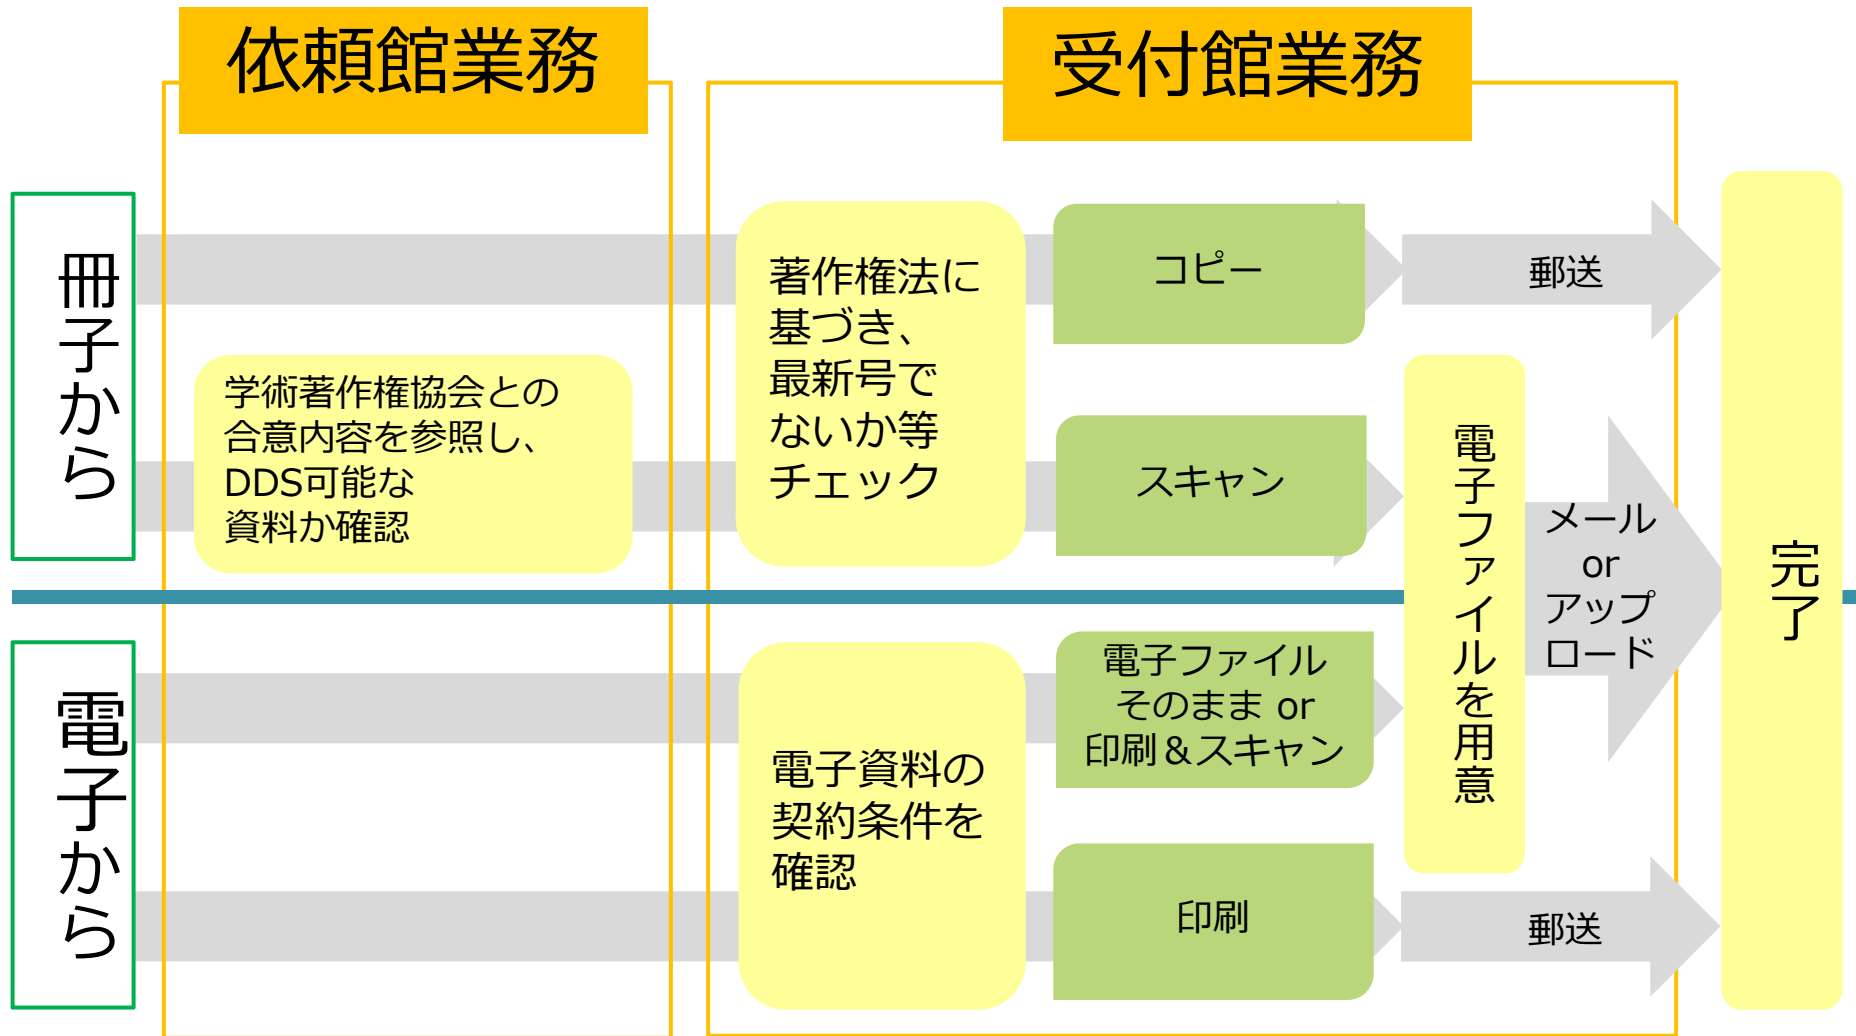 依頼館業務
受付館業務
冊子から
学術著作権協会との
合意内容を参照し、
DDS可能な
資料か確認
著作権法に
基づき、
最新号で
ないか等
チェック
コピー
郵送
スキャン
電子ファイルを用意
メール
or
アップ
ロード
完了
電子から
電子資料の
契約条件を
確認
電子ファイル
そのまま or
印刷＆スキャン
印刷
郵送